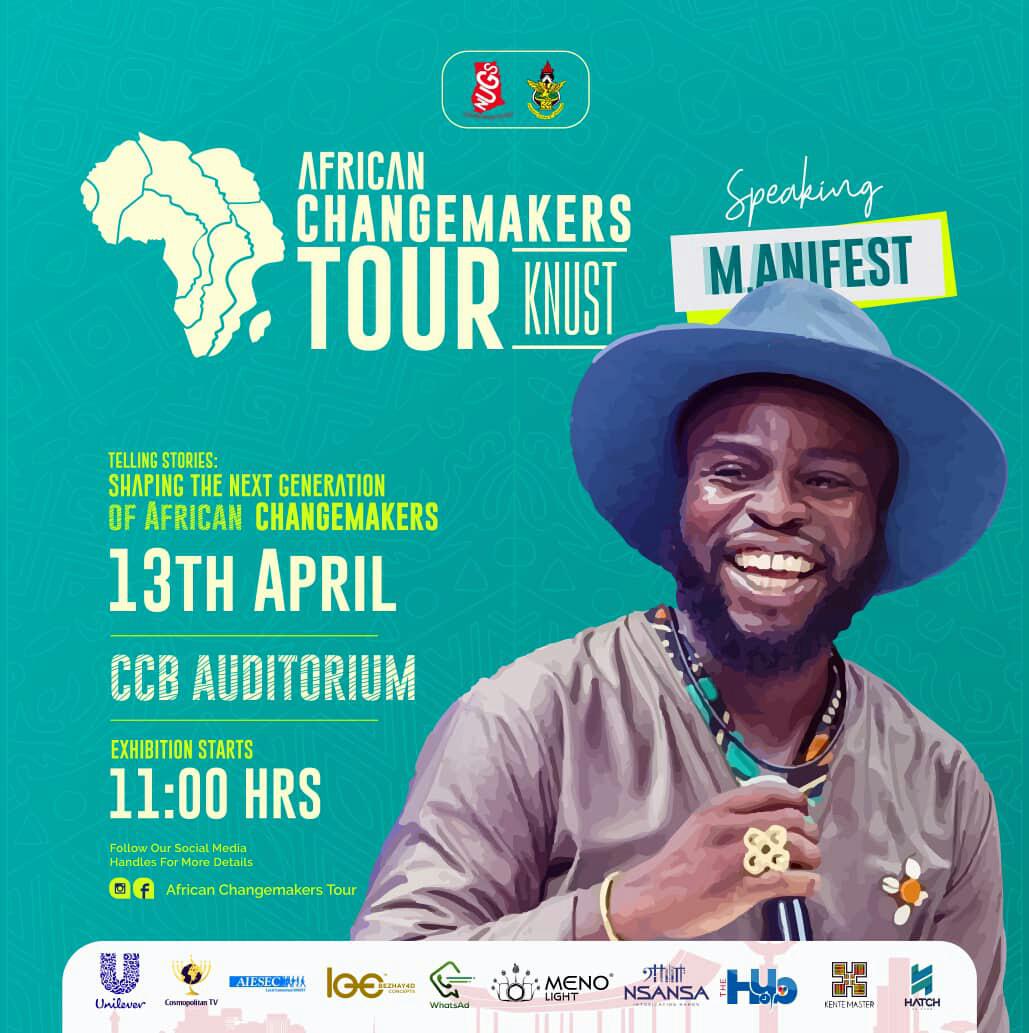 NUGS
AFRICAN
CHANGEMAKERS
TOUR
KNUST
Speaking
M.ANIFEST
TELLING STORIES:
SHAPING THE NEXT GENERATION
OF AFRICAN CHANGEMAKERS
13TH APRIL
CCB AUDITORIUM
EXHIBITION STARTS
11:00 HRS
Follow Our Social Media
Handles For More Details
African Changemakers Tour
Unilever
Cosmopolitan TV
AIESEC
BEZHAY4D
CONCEPTS
WhatsAd
MENO
LIGHT
NSANSA
THE HUB
KENTE MASTER
HATCH